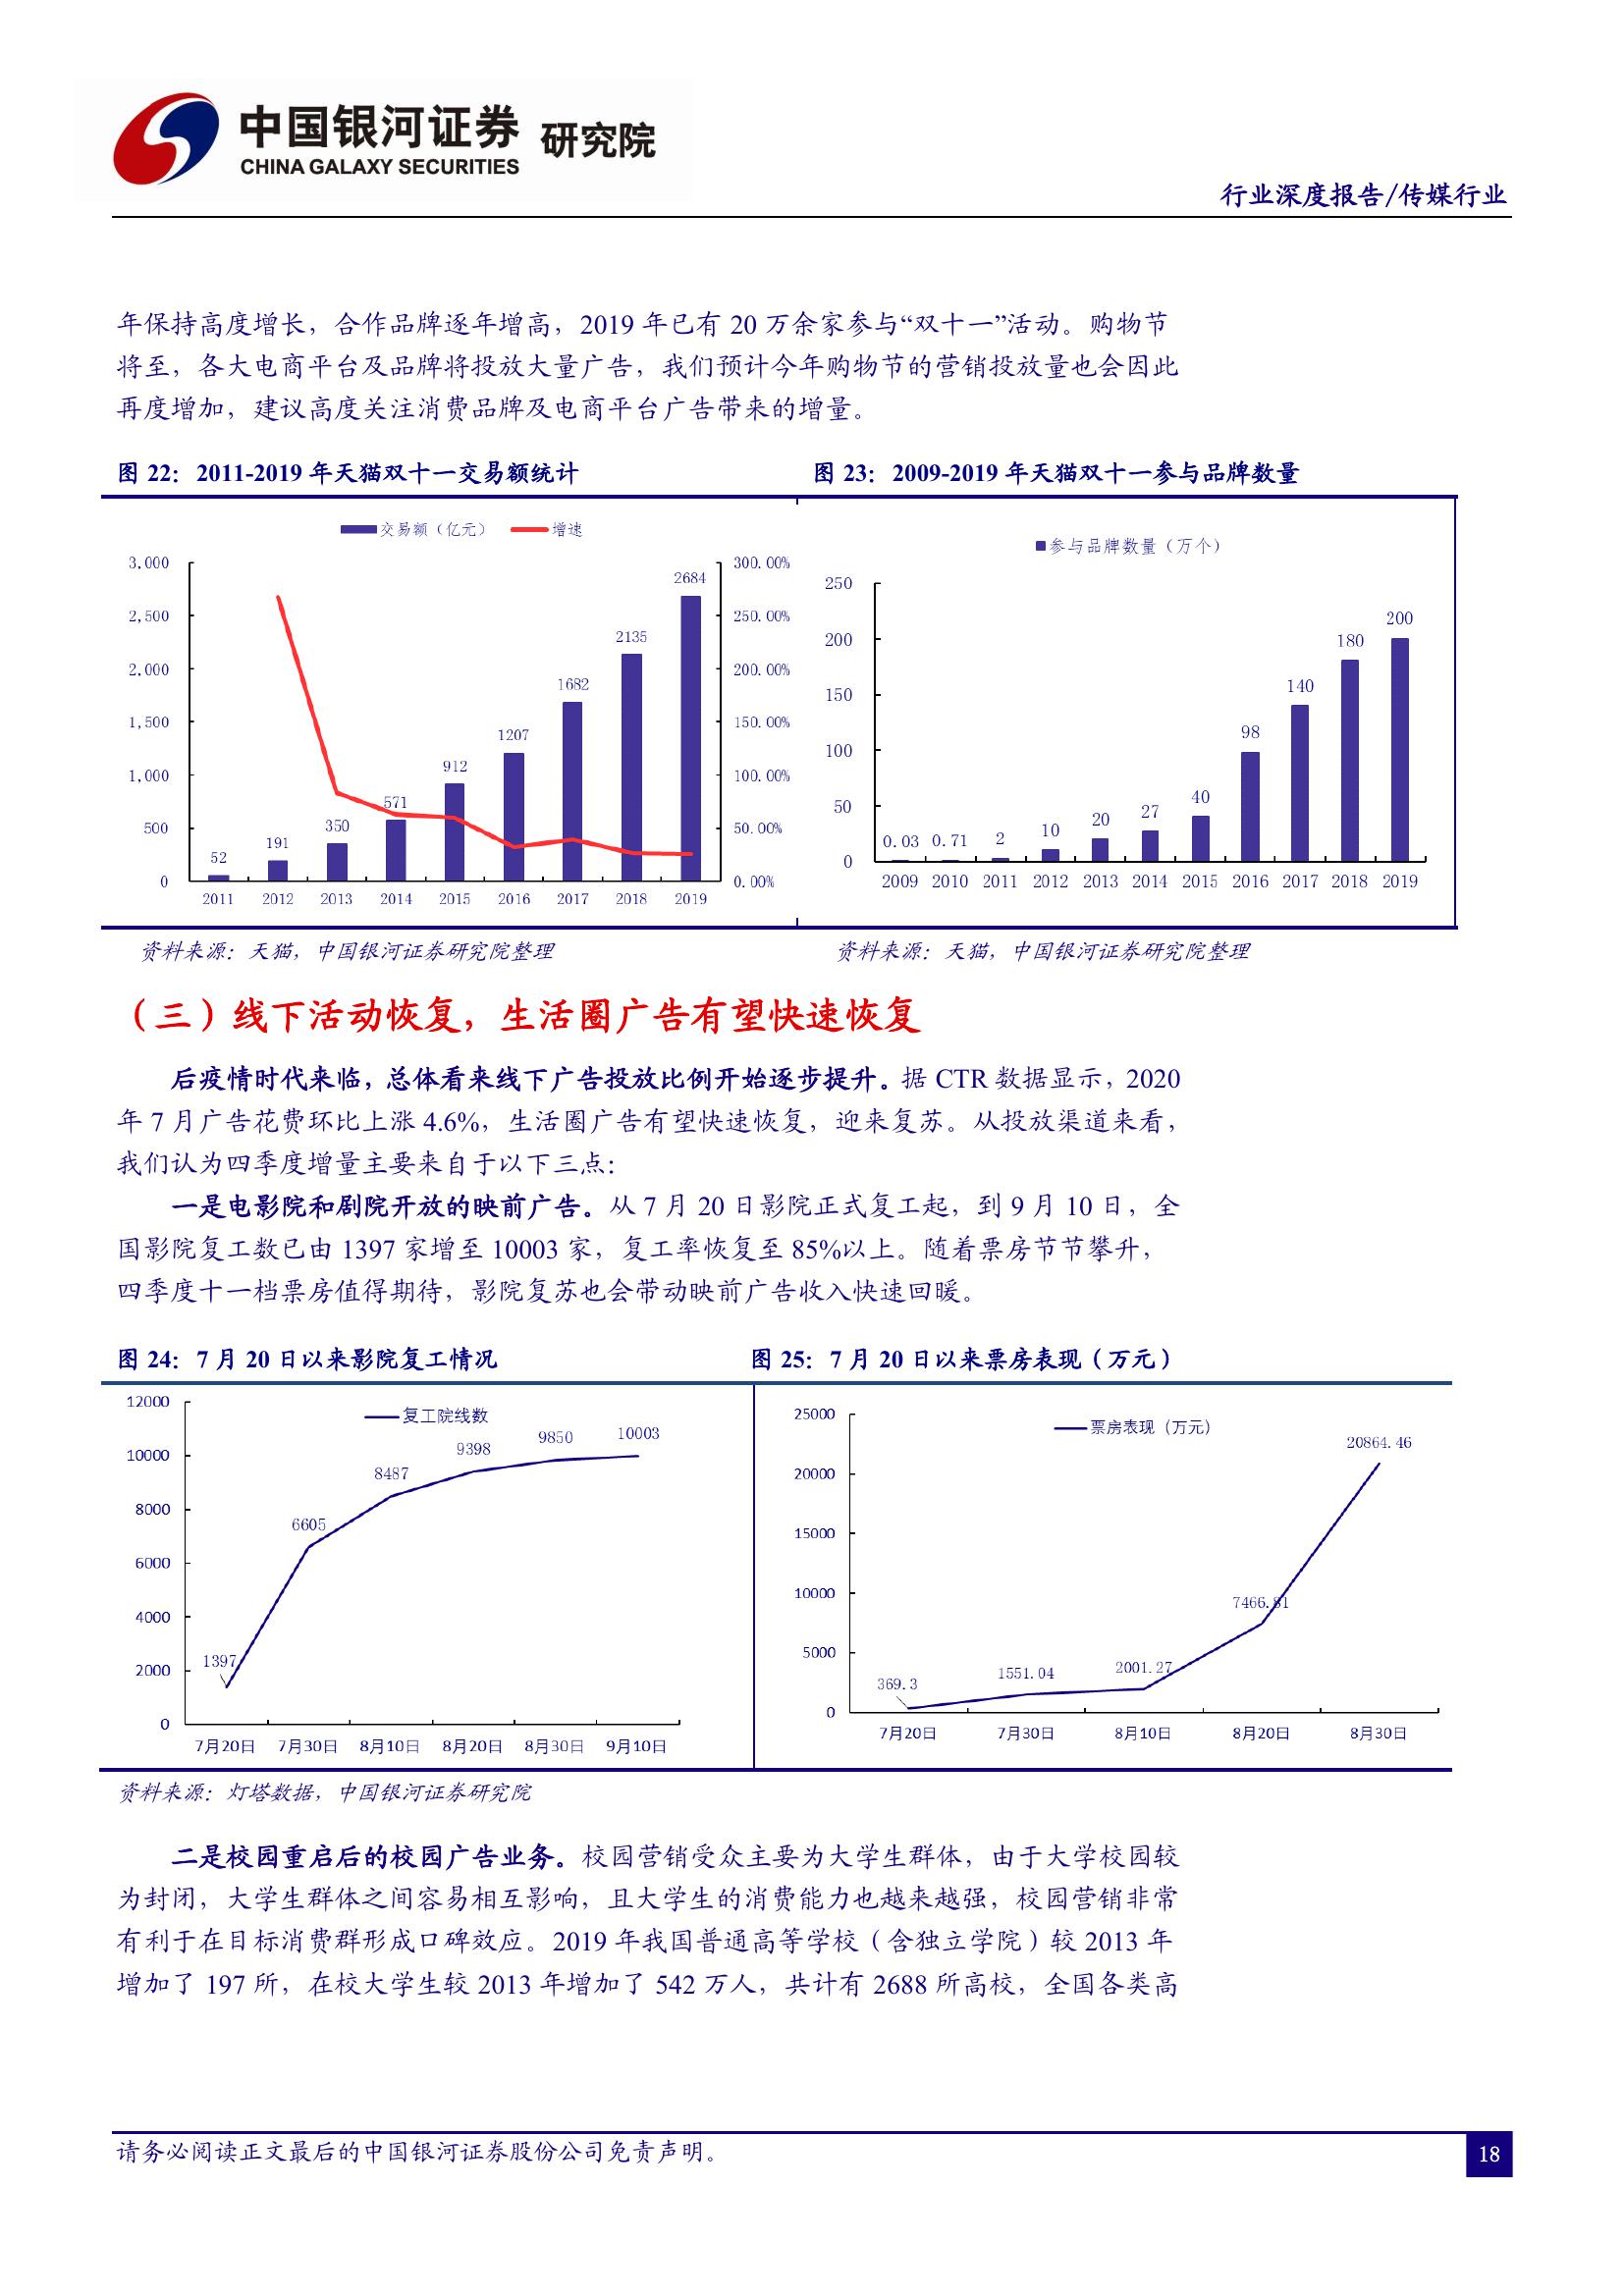 中国银河证券 研究院
CHINA GALAXY SECURITIES
行业深度报告/传媒行业
年保持高度增长，合作品牌逐年增高，2019 年已有 20 万余家参与“双十一”活动。购物节
将至，各大电商平台及品牌将投放大量广告，我们预计今年购物节的营销投放量也会因此
再度增加，建议高度关注消费品牌及电商平台广告带来的增量。
图 22：2011-2019 年天猫双十一交易额统计
交易额（亿元） 增速
3,000
2,500
2,000
1,500
1,000
500
0
300.00%
250.00%
200.00%
150.00%
100.00%
50.00%
0.00%
52 191 350 571 912 1207 1682 2135 2684
2011 2012 2013 2014 2015 2016 2017 2018 2019
资料来源：天猫，中国银河证券研究院整理
图 23：2009-2019 年天猫双十一参与品牌数量
参与品牌数量（万个）
250
200
150
100
50
0
0.03 0.71 2 10 20 27 40 98 140 180 200
2009 2010 2011 2012 2013 2014 2015 2016 2017 2018 2019
资料来源：天猫，中国银河证券研究院整理
（三）线下活动恢复，生活圈广告有望快速恢复
后疫情时代来临，总体看来线下广告投放比例开始逐步提升。据 CTR 数据显示，2020
年 7 月广告花费环比上涨 4.6%，生活圈广告有望快速恢复，迎来复苏。从投放渠道来看，
我们认为四季度增量主要来自于以下三点：
一是电影院和剧院开放的映前广告。从 7 月 20 日影院正式复工起，到 9 月 10 日，全
国影院复工数已由 1397 家增至 10003 家，复工率恢复至 85%以上。随着票房节节攀升，
四季度十一档票房值得期待，影院复苏也会带动映前广告收入快速回暖。
图 24：7 月 20 日以来影院复工情况
复工院线数
12000
10000
8000
6000
4000
2000
0
1397 6605 8487 9398 9850 10003
7月20日 7月30日 8月10日 8月20日 8月30日 9月10日
图 25：7 月 20 日以来票房表现（万元）
票房表现（万元）
25000
20000
15000
10000
5000
0
369.3 1551.04 2001.27 7466.81 20864.46
7月20日 7月30日 8月10日 8月20日 8月30日
资料来源：灯塔数据，中国银河证券研究院
二是校园重启后的校园广告业务。校园营销受众主要为大学生群体，由于大学校园较
为封闭，大学生群体之间容易相互影响，且大学生的消费能力也越来越强，校园营销非常
有利于在目标消费群形成口碑效应。2019 年我国普通高等学校（含独立学院）较 2013 年
增加了 197 所，在校大学生较 2013 年增加了 542 万人，共计有 2688 所高校，全国各类高
请务必阅读正文最后的中国银河证券股份公司免责声明。
18